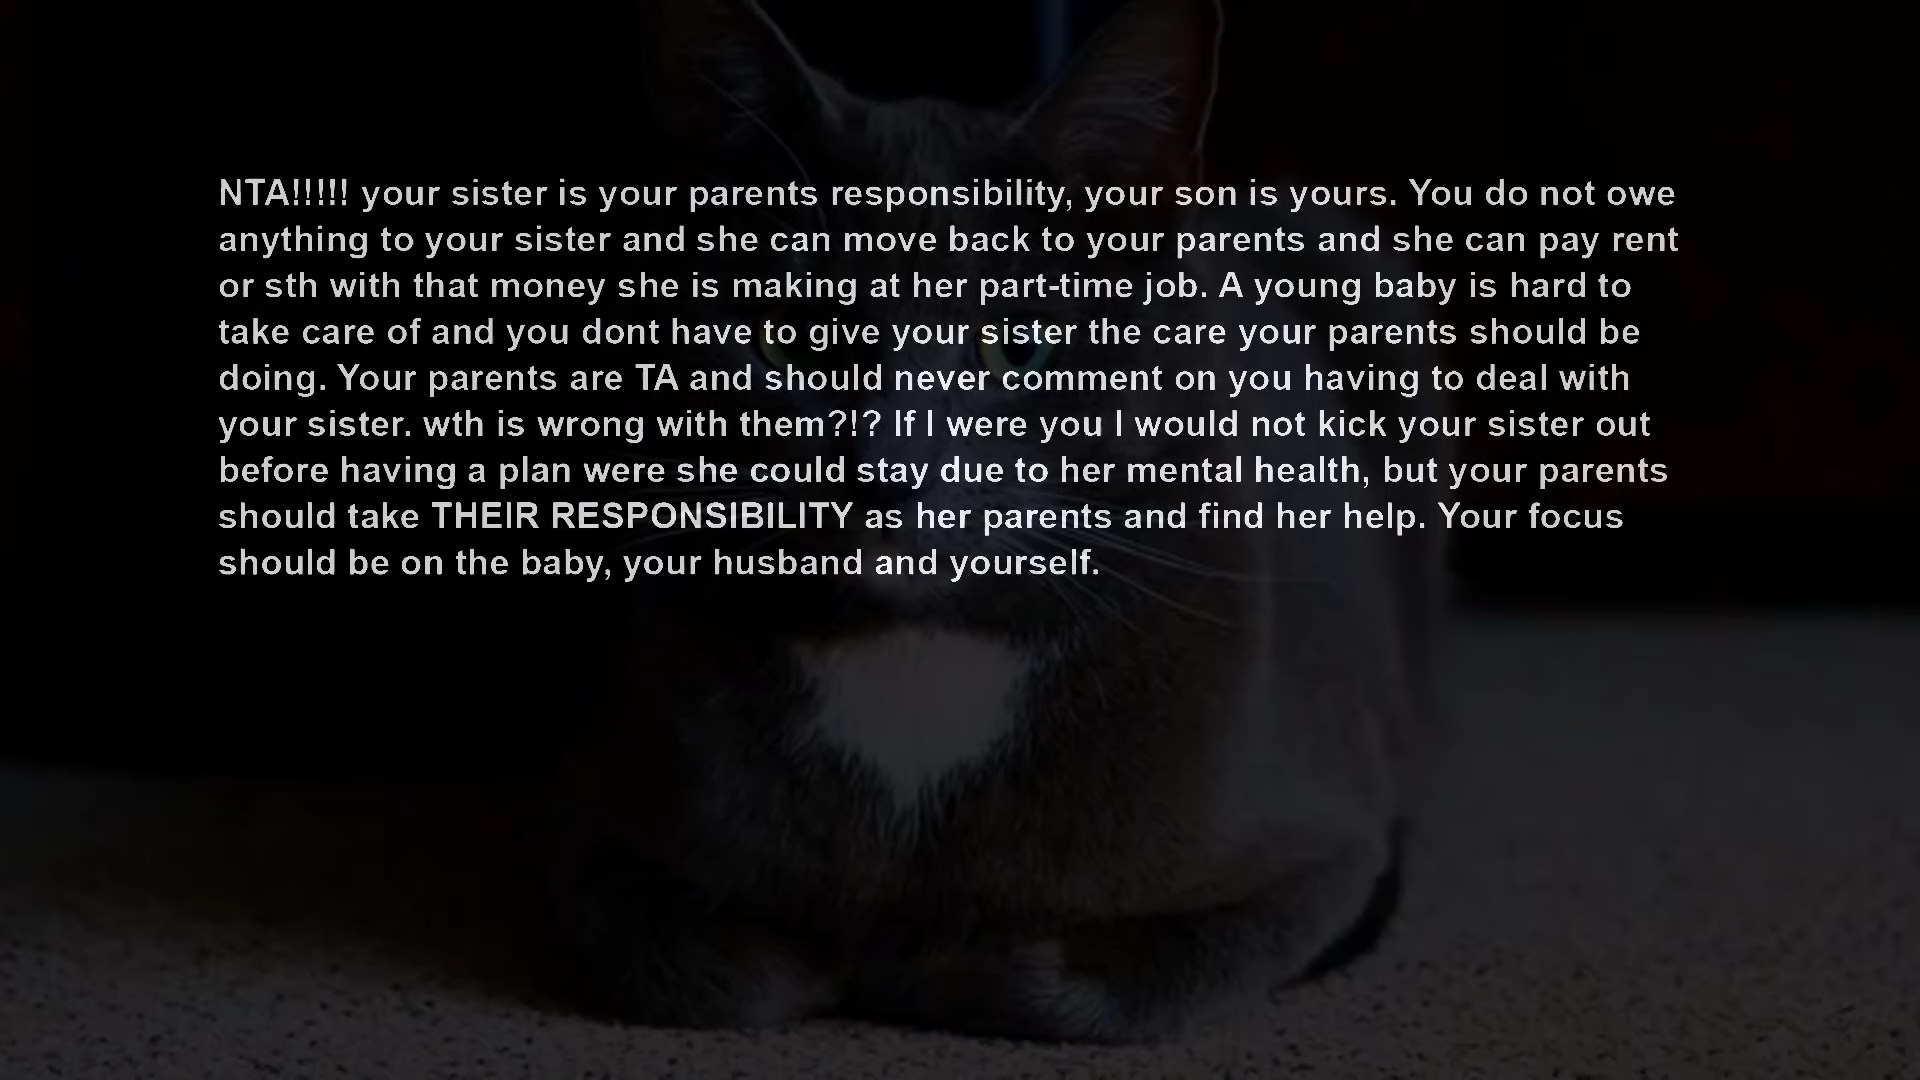 NTA!!!!! your sister is your parents responsibility, your son is yours. You do not owe
anything to your sister and she can move back to your parents and she can pay rent
or sth with that money she is making at her part-time job. A young baby is hard to
take care of and you dont have to give your sister the care your parents should be
doing. Your parents are TA and should never comment on you having to deal with
your sister. wth is wrong with them?!? If I were you I would not kick your sister out
before having a plan were she could stay due to her mental health, but your parents
should take THEIR RESPONSIBILITY as her parents and find her help. Your focus
should be on the baby, your husband and yourself.